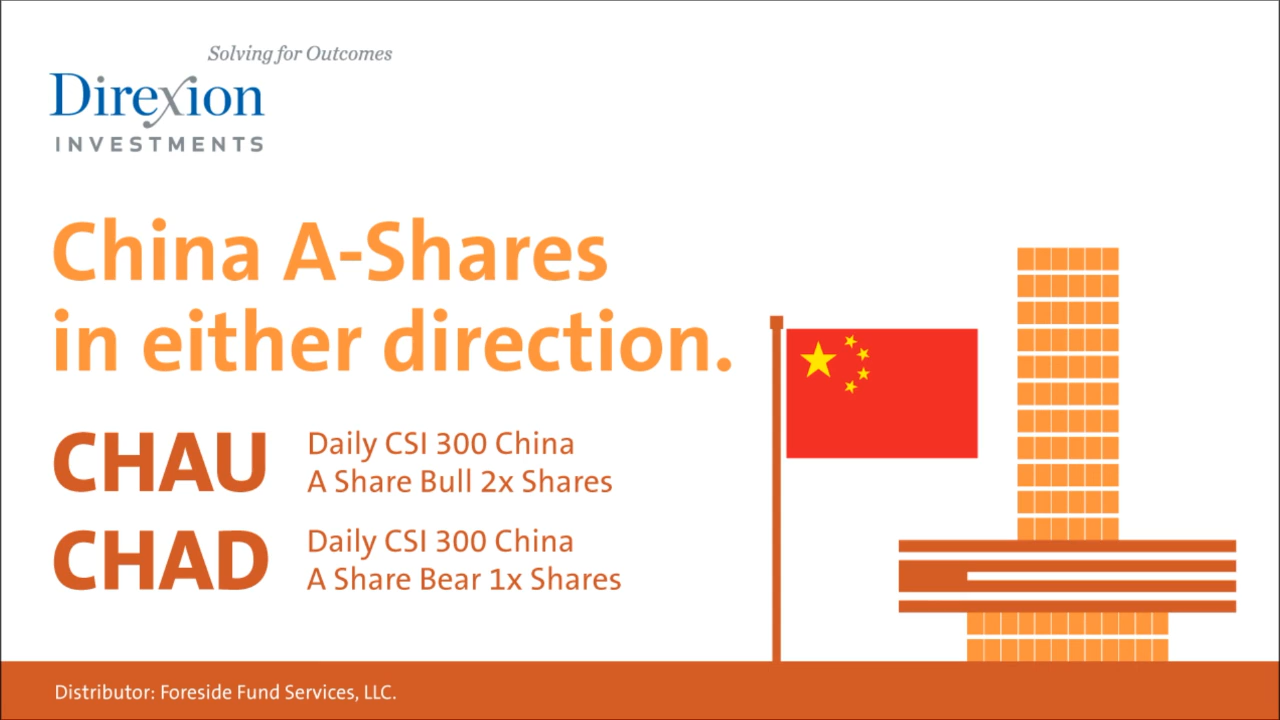 Solving for Outcomes
Direxion
INVESTMENTS
China A-Shares
in either direction.
CHAU
Daily CSI 300 China
A Share Bull 2x Shares
CHAD
Daily CSI 300 China
A Share Bear 1x Shares
Distributor: Foreside Fund Services, LLC.